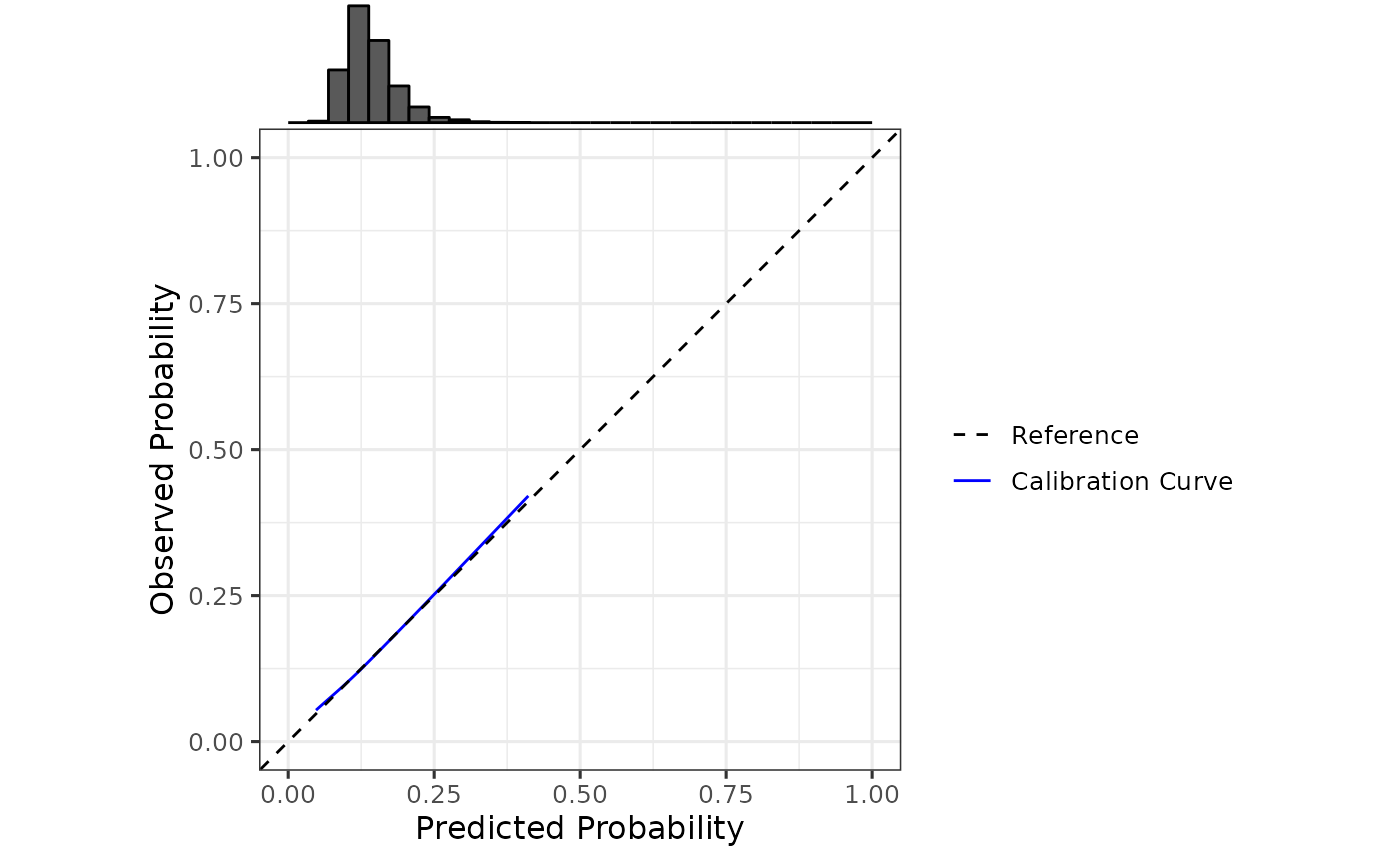 1.00
0.75
0.50
0.25
0.00
Observed Probability
0.00 0.25 0.50 0.75 1.00
Predicted Probability
Reference
Calibration Curve